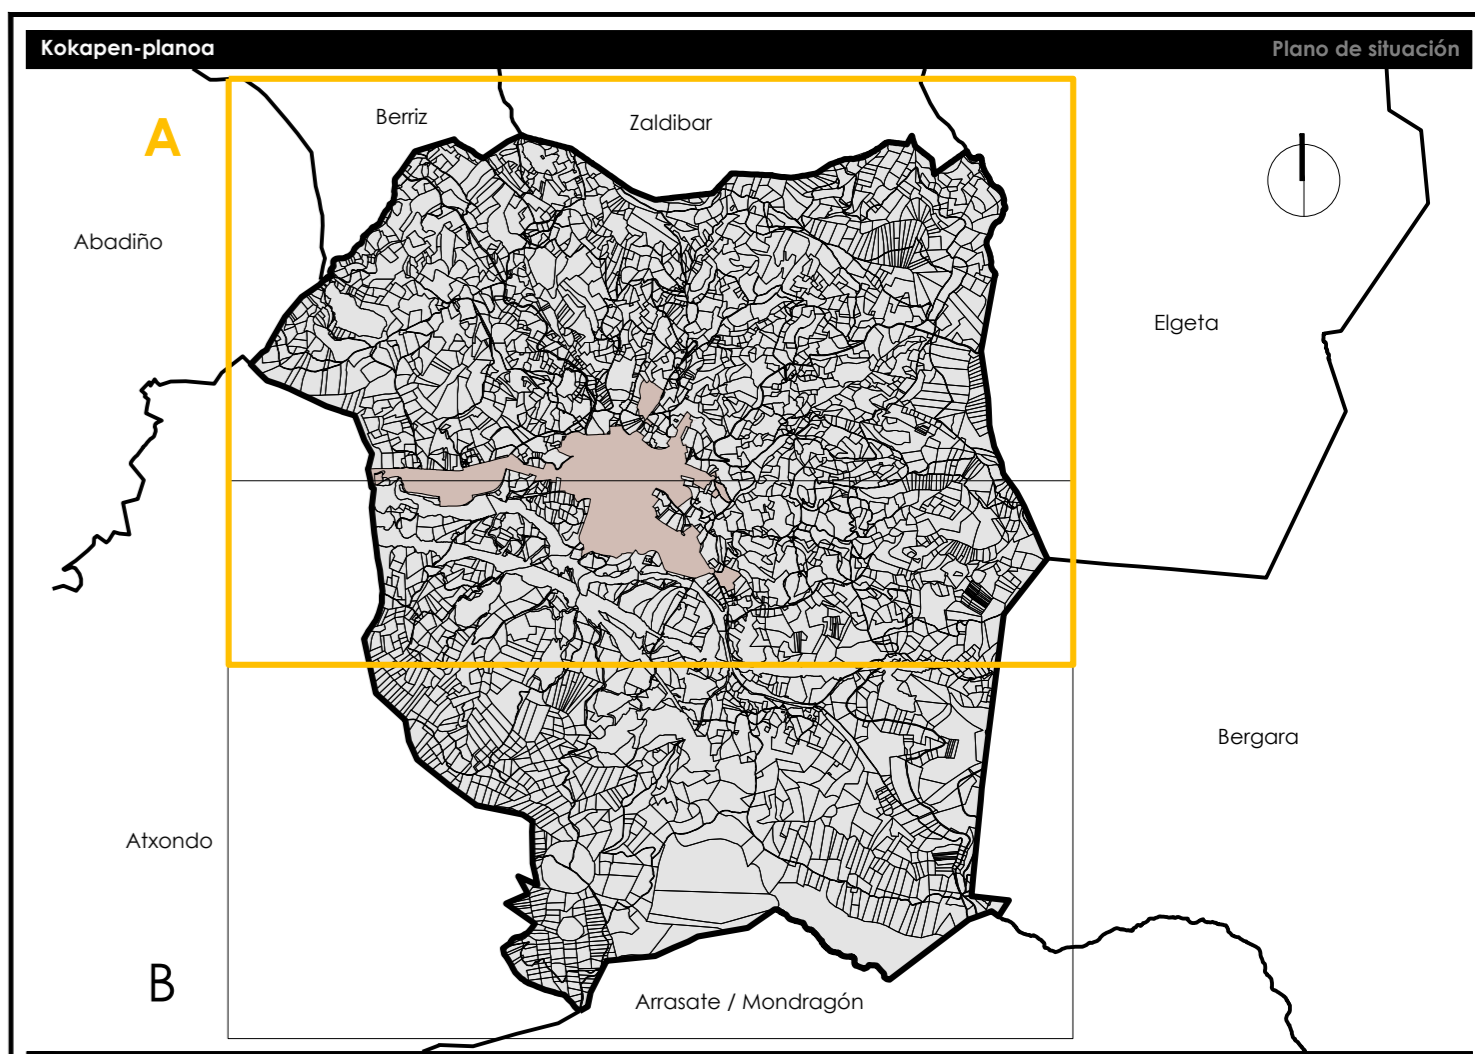 Kokapen-planoa
Plano de situación
A
Berriz
Zaldibar
Abadiño
Elgeta
Bergara
Atxondo
B
Arrasate / Mondragón